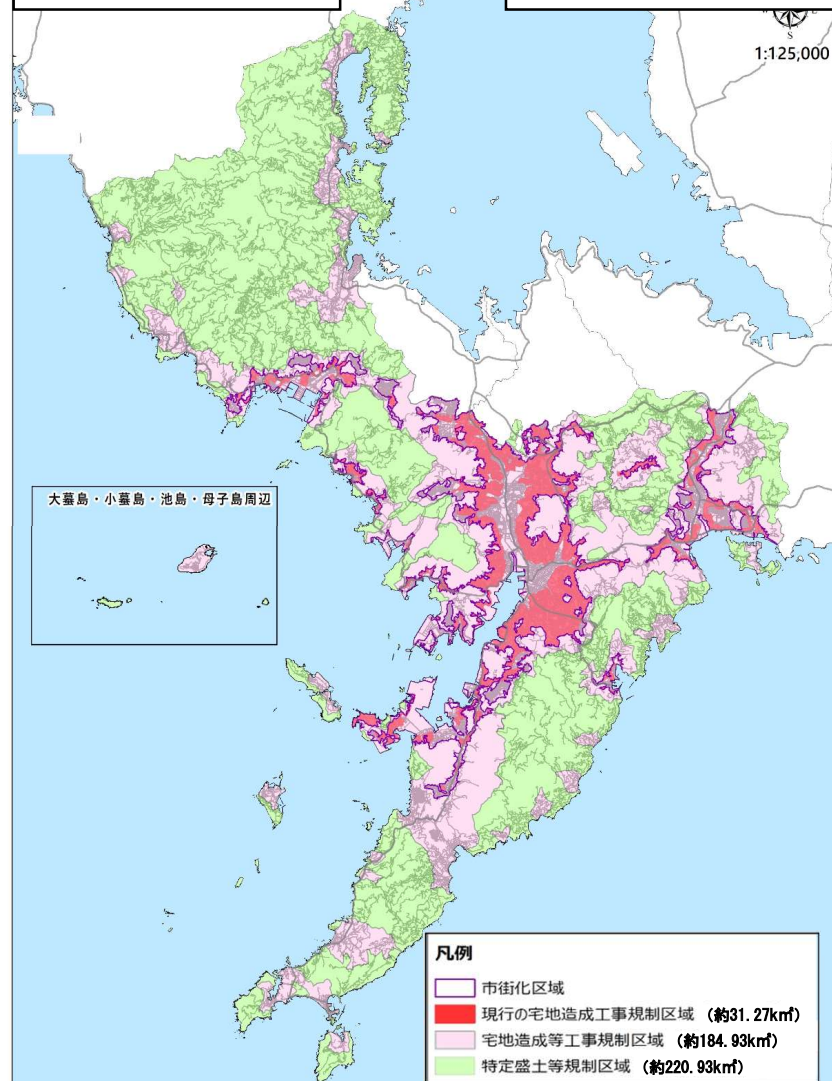 S
1:125,000
大蟇島・小蟇島・池島・母子島周辺
凡例
市街化区域
現行の宅地造成工事規制区域 (約31.27k㎡)
宅地造成等工事規制区域 (約184.93k㎡)
特定盛土等規制区域 (約220.93k㎡)